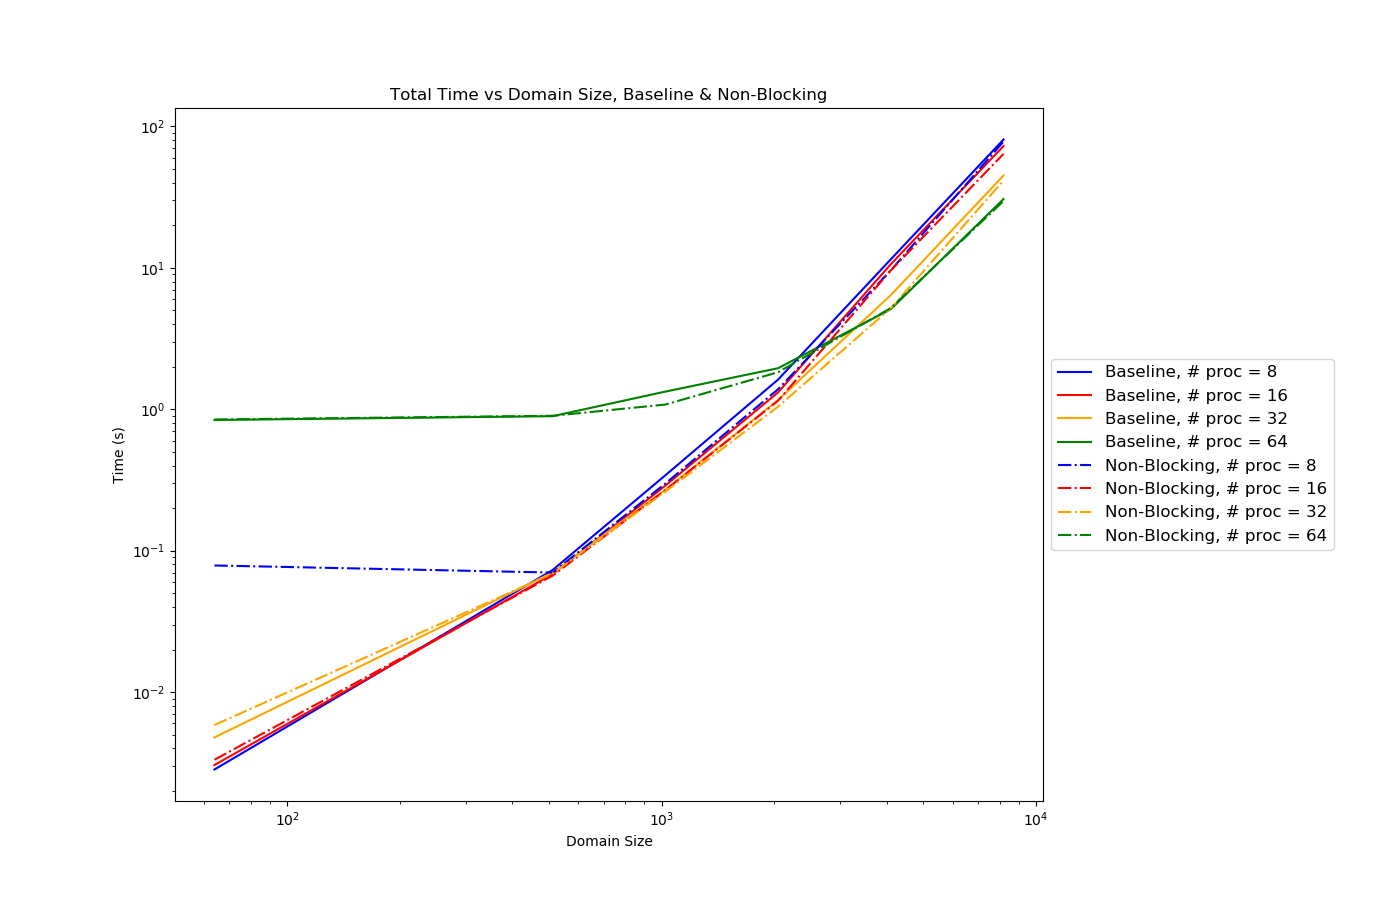 Total Time vs Domain Size, Baseline & Non-Blocking
10²
10¹
10⁰
10⁻¹
10⁻²
Time (s)
10²
10³
10⁴
Domain Size
Baseline, # proc = 8
Baseline, # proc = 16
Baseline, # proc = 32
Baseline, # proc = 64
Non-Blocking, # proc = 8
Non-Blocking, # proc = 16
Non-Blocking, # proc = 32
Non-Blocking, # proc = 64